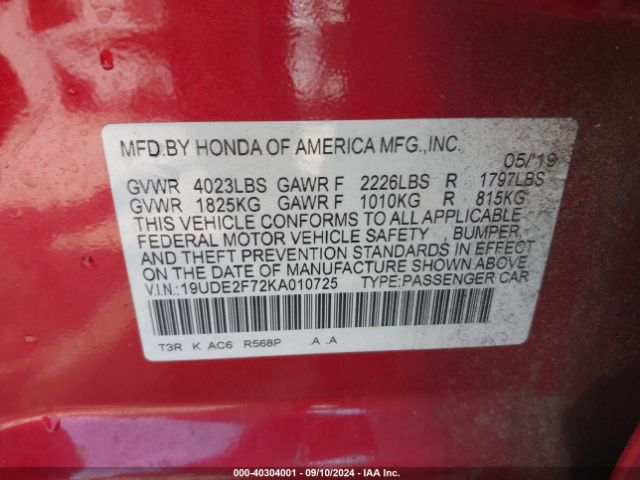 MFD.BY HONDA OF AMERICA MFG.,INC.
05/'19
GVWR 4023LBS GAWR F 2226LBS R 1797LBS
GVWR 1825KG GAWR F 1010KG R 815KG
THIS VEHICLE CONFORMS TO ALL APPLICABLE
FEDERAL MOTOR VEHICLE SAFETY , BUMPER,
AND THEFT PREVENTION STANDARDS IN EFFECT
ON THE DATE OF MANUFACTURE SHOWN ABOVE.
V.I.N.:19UDE2F72KA010725 TYPE:PASSENGER CAR
T3R K AC6 R568P .A .A
000-40304001 - 09/10/2024 - IAA Inc.